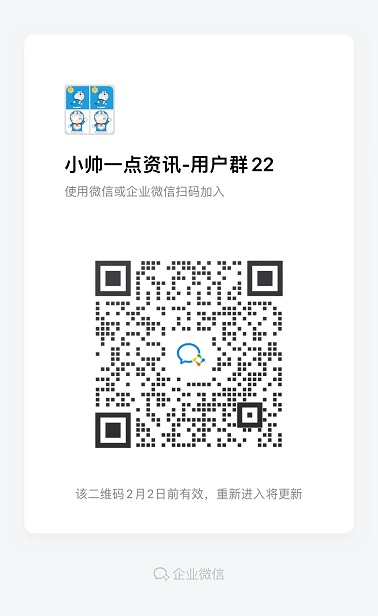 小帅一点资讯-用户群22
使用微信或企业微信扫码加入
该二维码2月2日前有效，重新进入将更新
企业微信